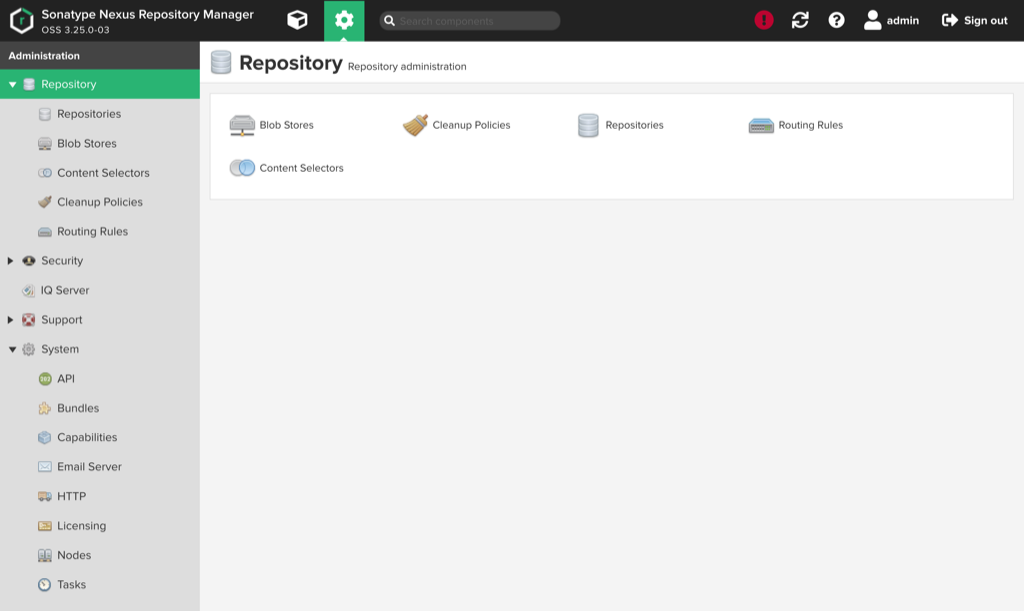 Sonatype Nexus Repository Manager
OSS 3.25.0-03
Search components
admin
Sign out
Administration
Repository
Repositories
Blob Stores
Content Selectors
Cleanup Policies
Routing Rules
Security
IQ Server
Support
System
API
Bundles
Capabilities
Email Server
HTTP
Licensing
Nodes
Tasks
Repository Repository administration
Blob Stores Cleanup Policies Repositories Routing Rules
Content Selectors